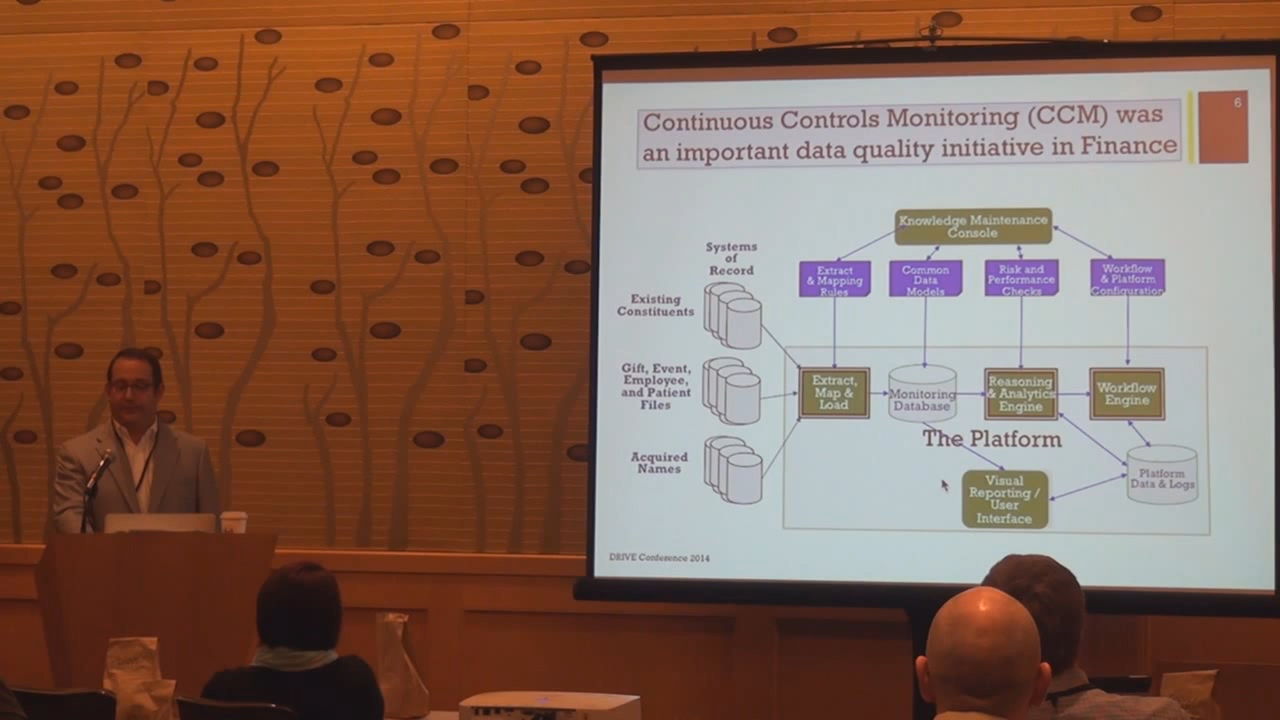 6
Continuous Controls Monitoring (CCM) was
an important data quality initiative in Finance
Knowledge Maintenance
Console
Systems
of
Record
Extract
& Mapping
Rules
Common
Data
Models
Risk and
Performance
Checks
Workflow
& Platform
Configuration
Existing
Constituents
Gift, Event,
Employee,
and Patient
Files
Acquired
Names
Extract,
Map &
Load
Monitoring
Database
Reasoning
& Analytics
Engine
Workflow
Engine
The Platform
Visual
Reporting /
User
Interface
Platform
Data & Logs
DRIVE Conference 2014